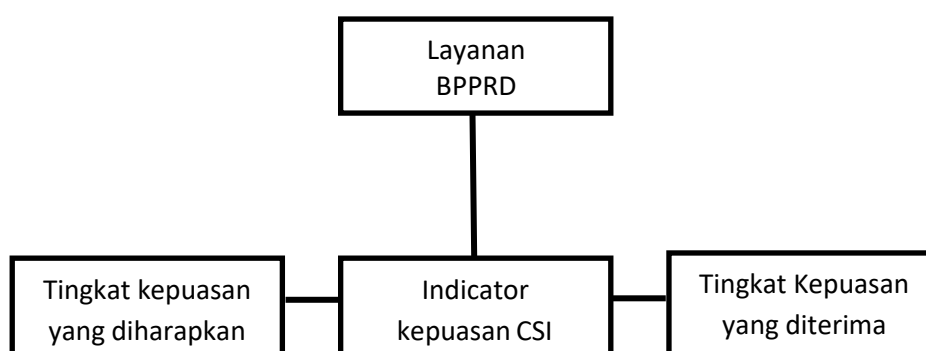 Layanan
BPPRD
Tingkat kepuasan
yang diharapkan
Indicator
kepuasan CSI
Tingkat Kepuasan
yang diterima